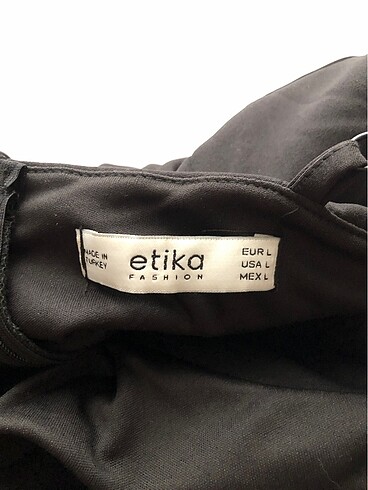 MADE IN
TURKEY
etika
FASHION
EUR L
USA L
MEX L